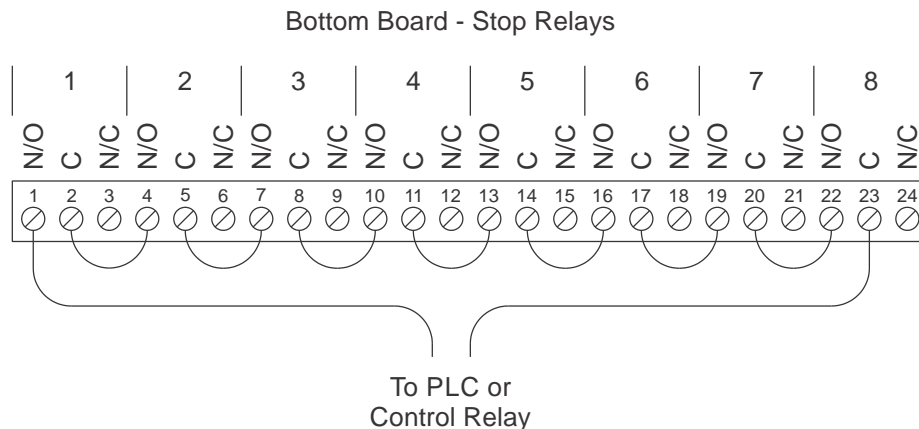 Bottom Board - Stop Relays
1 2 3 4 5 6 7 8
N/O C N/C N/O C N/C N/O C N/C N/O C N/C N/O C N/C N/O C N/C N/O C N/C N/O C N/C
1 2 3 4 5 6 7 8 9 10 11 12 13 14 15 16 17 18 19 20 21 22 23 24
To PLC or
Control Relay